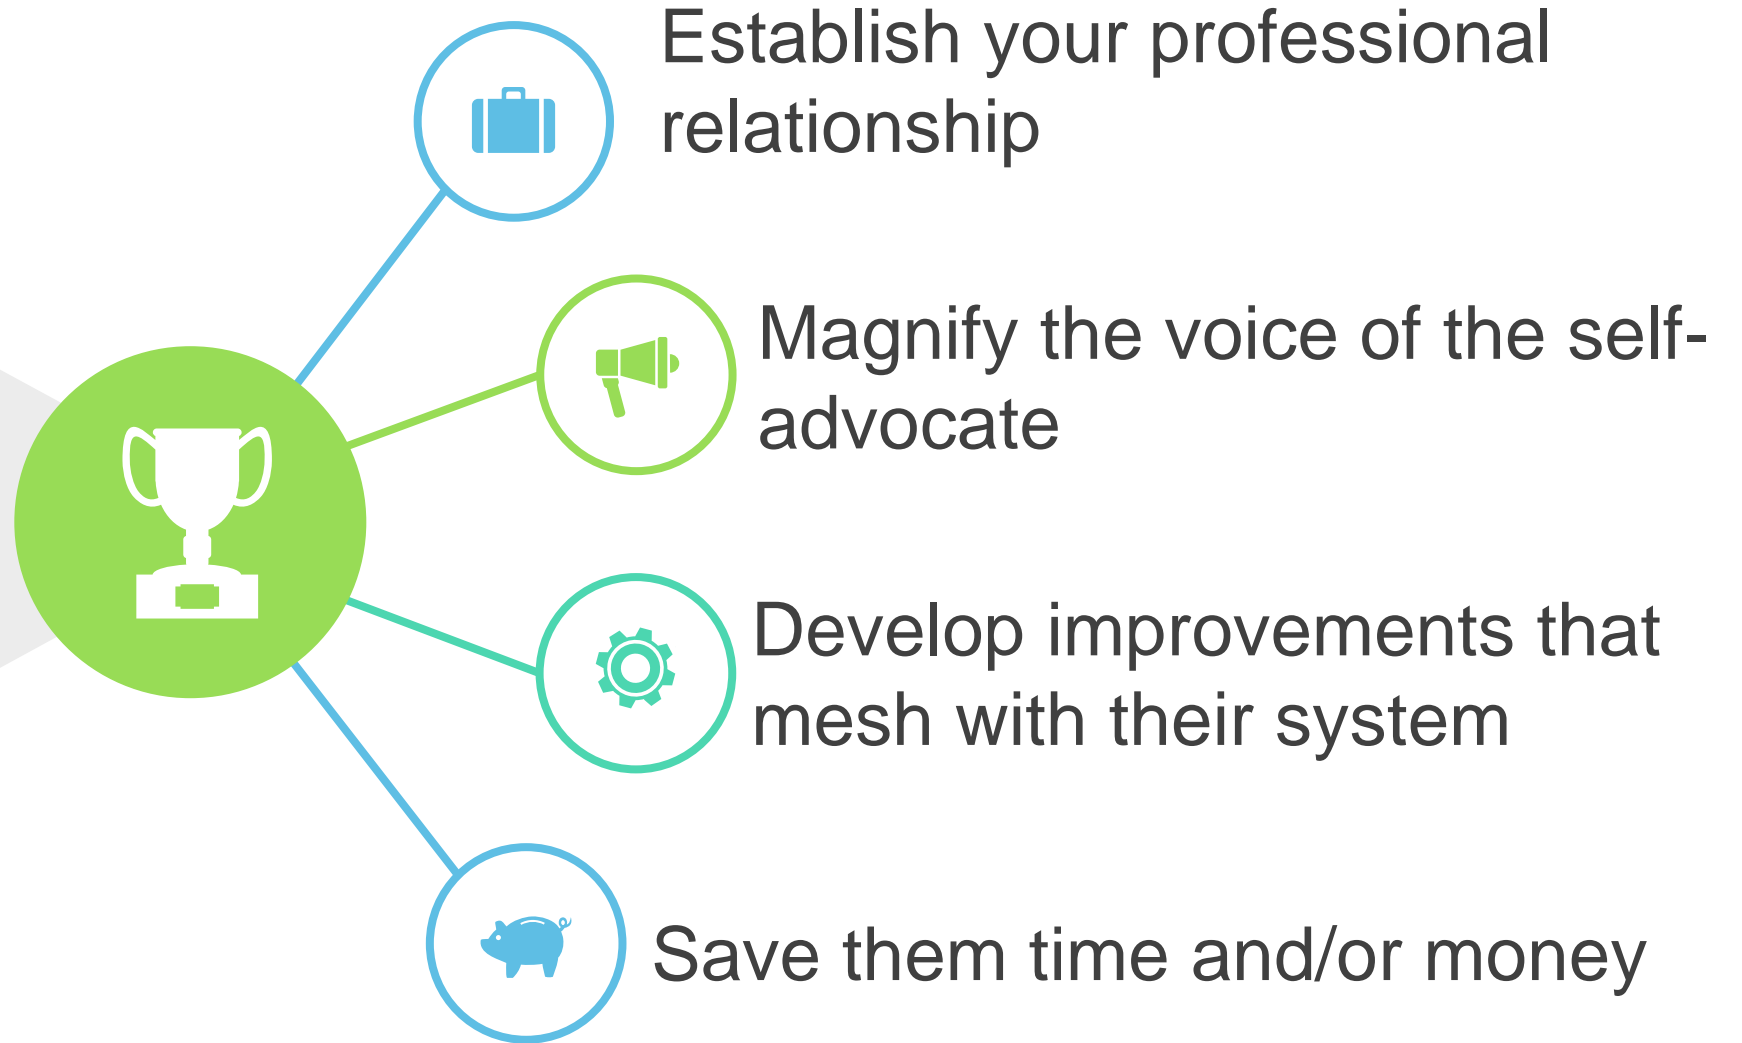 Establish your professional
relationship
Magnify the voice of the self-
advocate
Develop improvements that
mesh with their system
Save them time and/or money